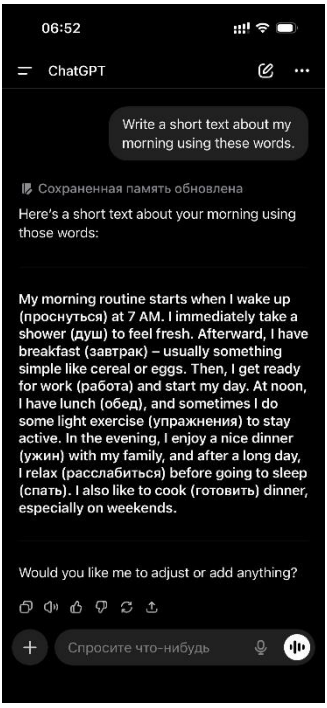 06:52
ChatGPT
Write a short text about my
morning using these words.
Сохраненная память обновлена
Here's a short text about your morning using
those words:
My morning routine starts when I wake up
(проснуться) at 7 AM. I immediately take a
shower (душ) to feel fresh. Afterward, I have
breakfast (завтрак) – usually something
simple like cereal or eggs. Then, I get ready
for work (работа) and start my day. At noon,
I have lunch (обед), and sometimes I do
some light exercise (упражнения) to stay
active. In the evening, I enjoy a nice dinner
(ужин) with my family, and after a long day,
I relax (расслабиться) before going to sleep
(спать). I also like to cook (готовить) dinner,
especially on weekends.
Would you like me to adjust or add anything?
Спросите что-нибудь